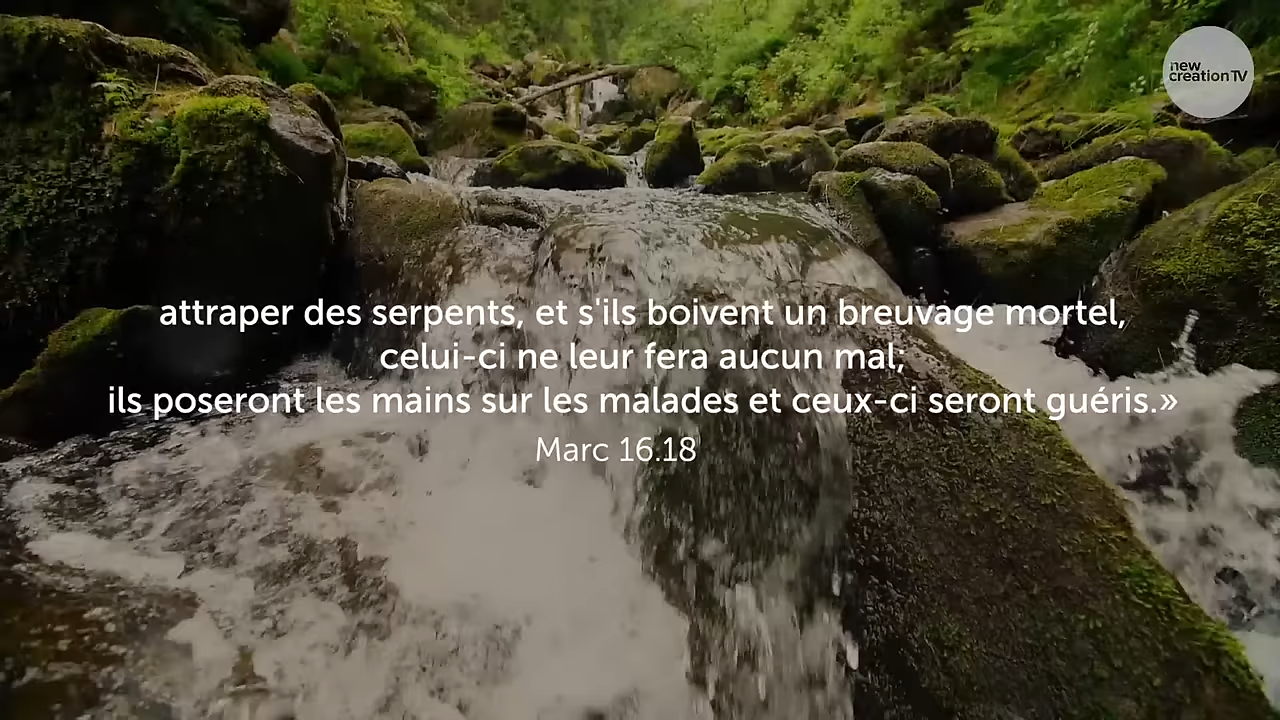 new
creation TV
attraper des serpents, et s'ils boivent un breuvage mortel,
celui-ci ne leur fera aucun mal;
ils poseront les mains sur les malades et ceux-ci seront guéris.»
Marc 16.18